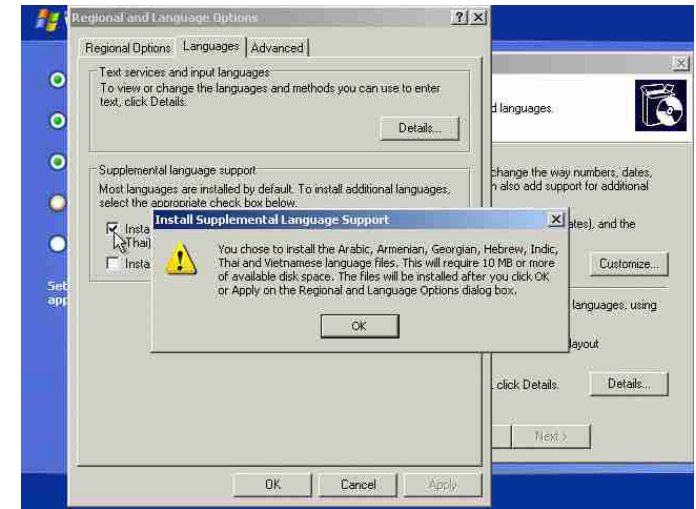 Regional and Language Options
Regional Options Languages Advanced
Text services and input languages
To view or change the languages and methods you can use to enter
text, click Details.
Details...
Supplemental language support
Most languages are installed by default. To install additional languages,
select the appropriate check box below.
Insta
Thai)
Insta
Install Supplemental Language Support
You chose to install the Arabic, Armenian, Georgian, Hebrew, Indic,
Thai and Vietnamese language files. This will require 10 MB or more
of available disk space. The files will be installed after you click OK
or Apply on the Regional and Language Options dialog box.
OK
OK Cancel Apply
d languages.
change the way numbers, dates,
n also add support for additional
ates), and the
Customize...
languages, using
layout
click Details.
Details...
Next >
Set
app